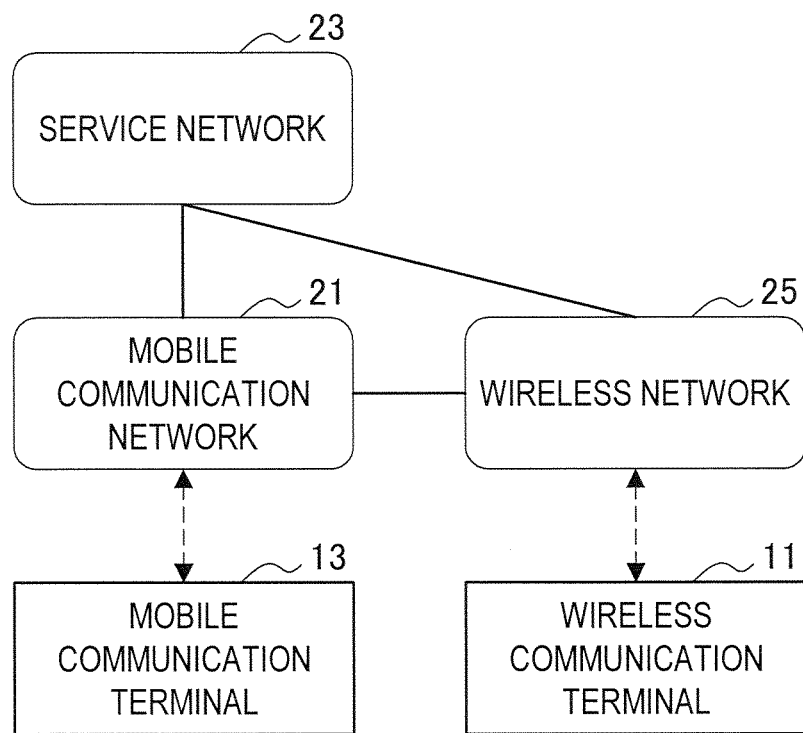 23
SERVICE NETWORK
21
25
MOBILE
COMMUNICATION
NETWORK
WIRELESS NETWORK
13
11
MOBILE
COMMUNICATION
TERMINAL
WIRELESS
COMMUNICATION
TERMINAL